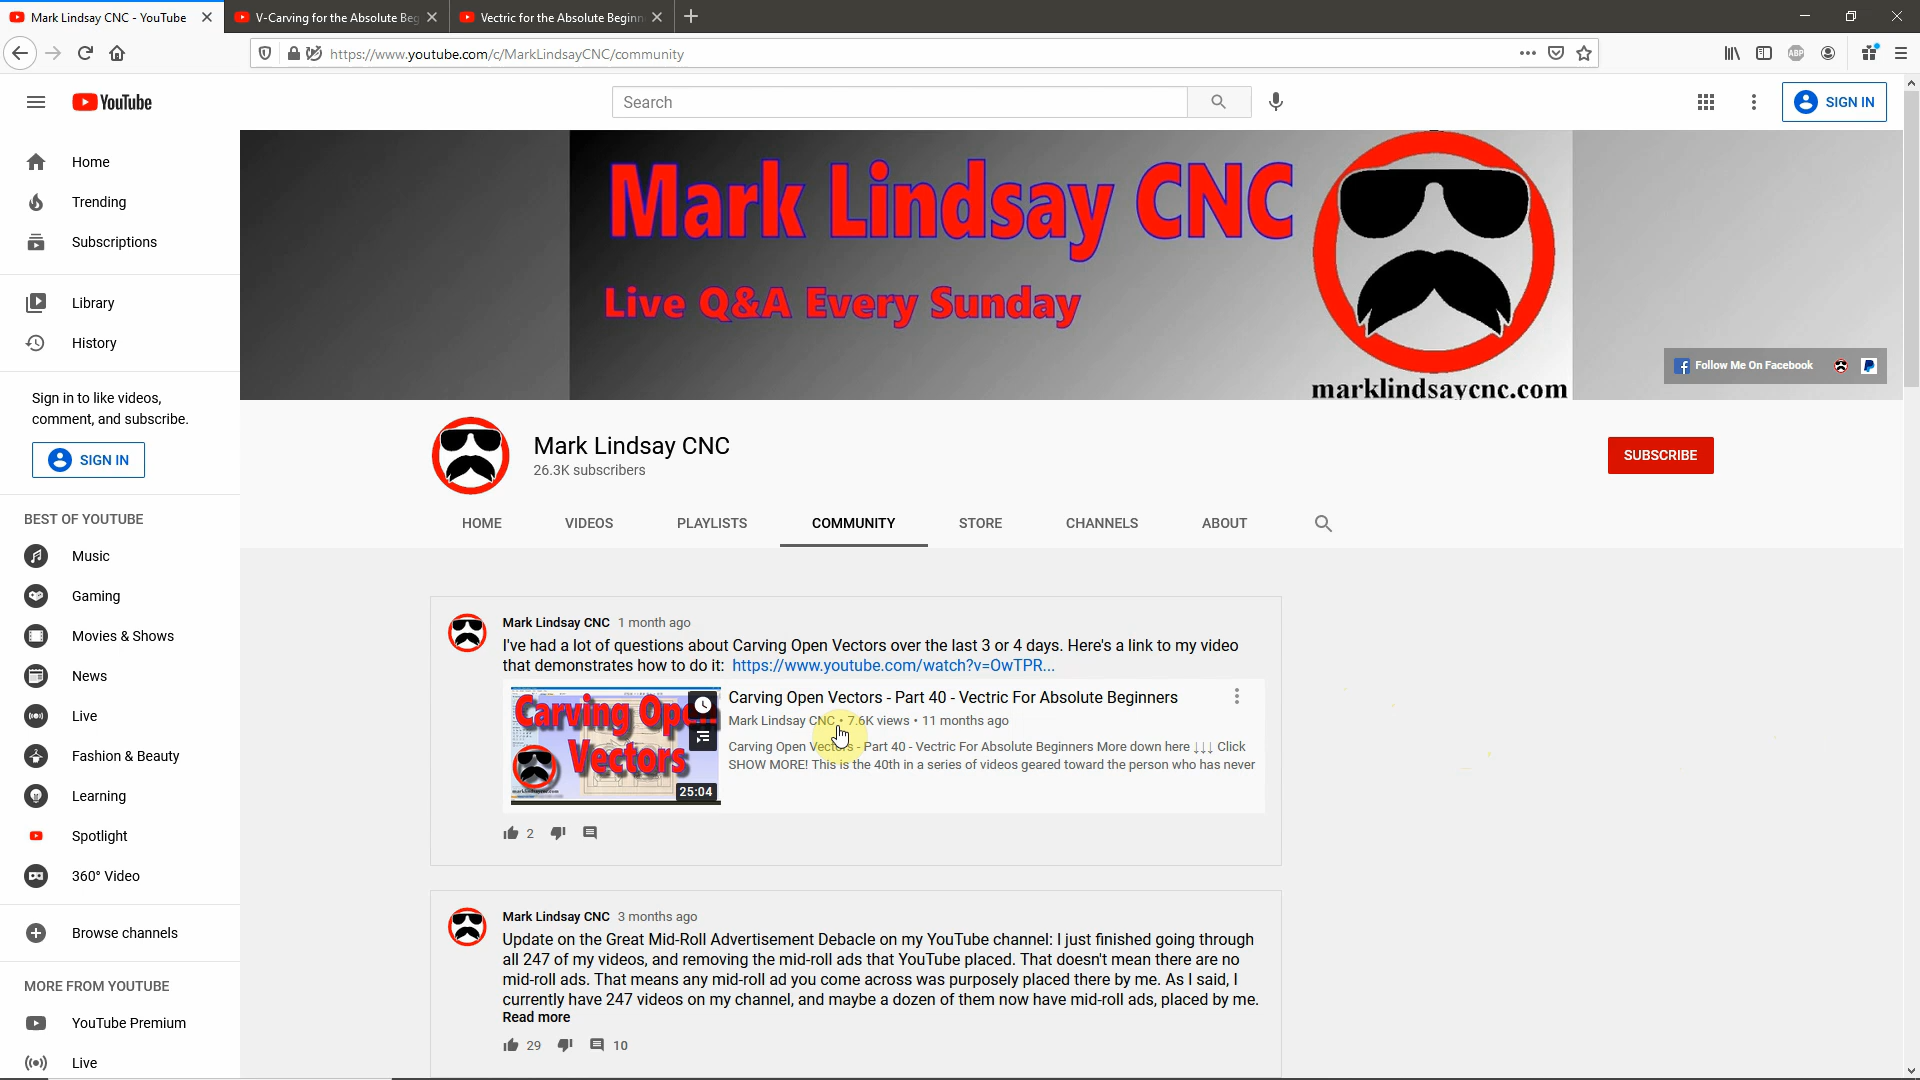 Mark Lindsay CNC - YouTube
V-Carving for the Absolute Beg
Vectric for the Absolute Beginn
https://www.youtube.com/c/MarkLindsayCNC/community
ABP
YouTube
Search
SIGN IN
Home
Trending
Subscriptions
Library
History
Sign in to like videos,
comment, and subscribe.
SIGN IN
BEST OF YOUTUBE
Music
Gaming
Movies & Shows
News
Live
Fashion & Beauty
Learning
Spotlight
360° Video
Browse channels
MORE FROM YOUTUBE
YouTube Premium
Live
Mark Lindsay CNC
Live Q&A Every Sunday
marklindsaycnc.com
Follow Me On Facebook
Mark Lindsay CNC
26.3K subscribers
SUBSCRIBE
HOME VIDEOS PLAYLISTS COMMUNITY STORE CHANNELS ABOUT
Mark Lindsay CNC 1 month ago
I've had a lot of questions about Carving Open Vectors over the last 3 or 4 days. Here's a link to my video
that demonstrates how to do it: https://www.youtube.com/watch?v=OwTPR...
Carving Ope
Vectors
25:04
Carving Open Vectors - Part 40 - Vectric For Absolute Beginners
Mark Lindsay CNC • 7.6K views • 11 months ago
Carving Open Vectors - Part 40 - Vectric For Absolute Beginners More down here ↓↓↓ Click
SHOW MORE! This is the 40th in a series of videos geared toward the person who has never
2
Mark Lindsay CNC 3 months ago
Update on the Great Mid-Roll Advertisement Debacle on my YouTube channel: I just finished going through
all 247 of my videos, and removing the mid-roll ads that YouTube placed. That doesn't mean there are no
mid-roll ads. That means any mid-roll ad you come across was purposely placed there by me. As I said, I
currently have 247 videos on my channel, and maybe a dozen of them now have mid-roll ads, placed by me.
Read more
29 10